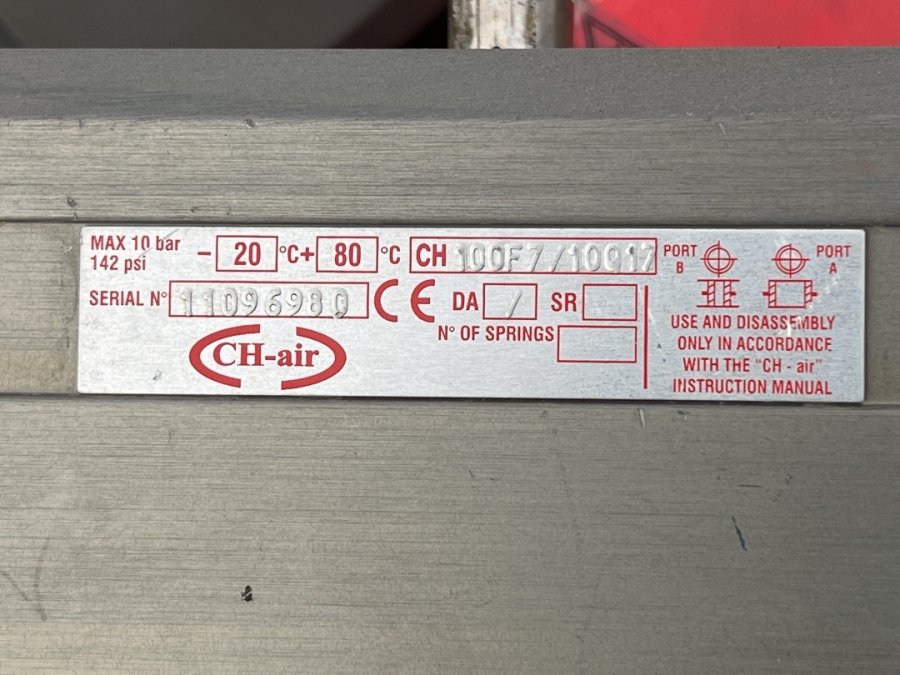 MAX 10 bar
142 psi
- 20 °C + 80 °C
CH 100F7/10Q17
PORT B
PORT A
SERIAL N° 11096980
CE
DA /
SR
N° OF SPRINGS
CH-air
USE AND DISASSEMBLY
ONLY IN ACCORDANCE
WITH THE "CH - air"
INSTRUCTION MANUAL